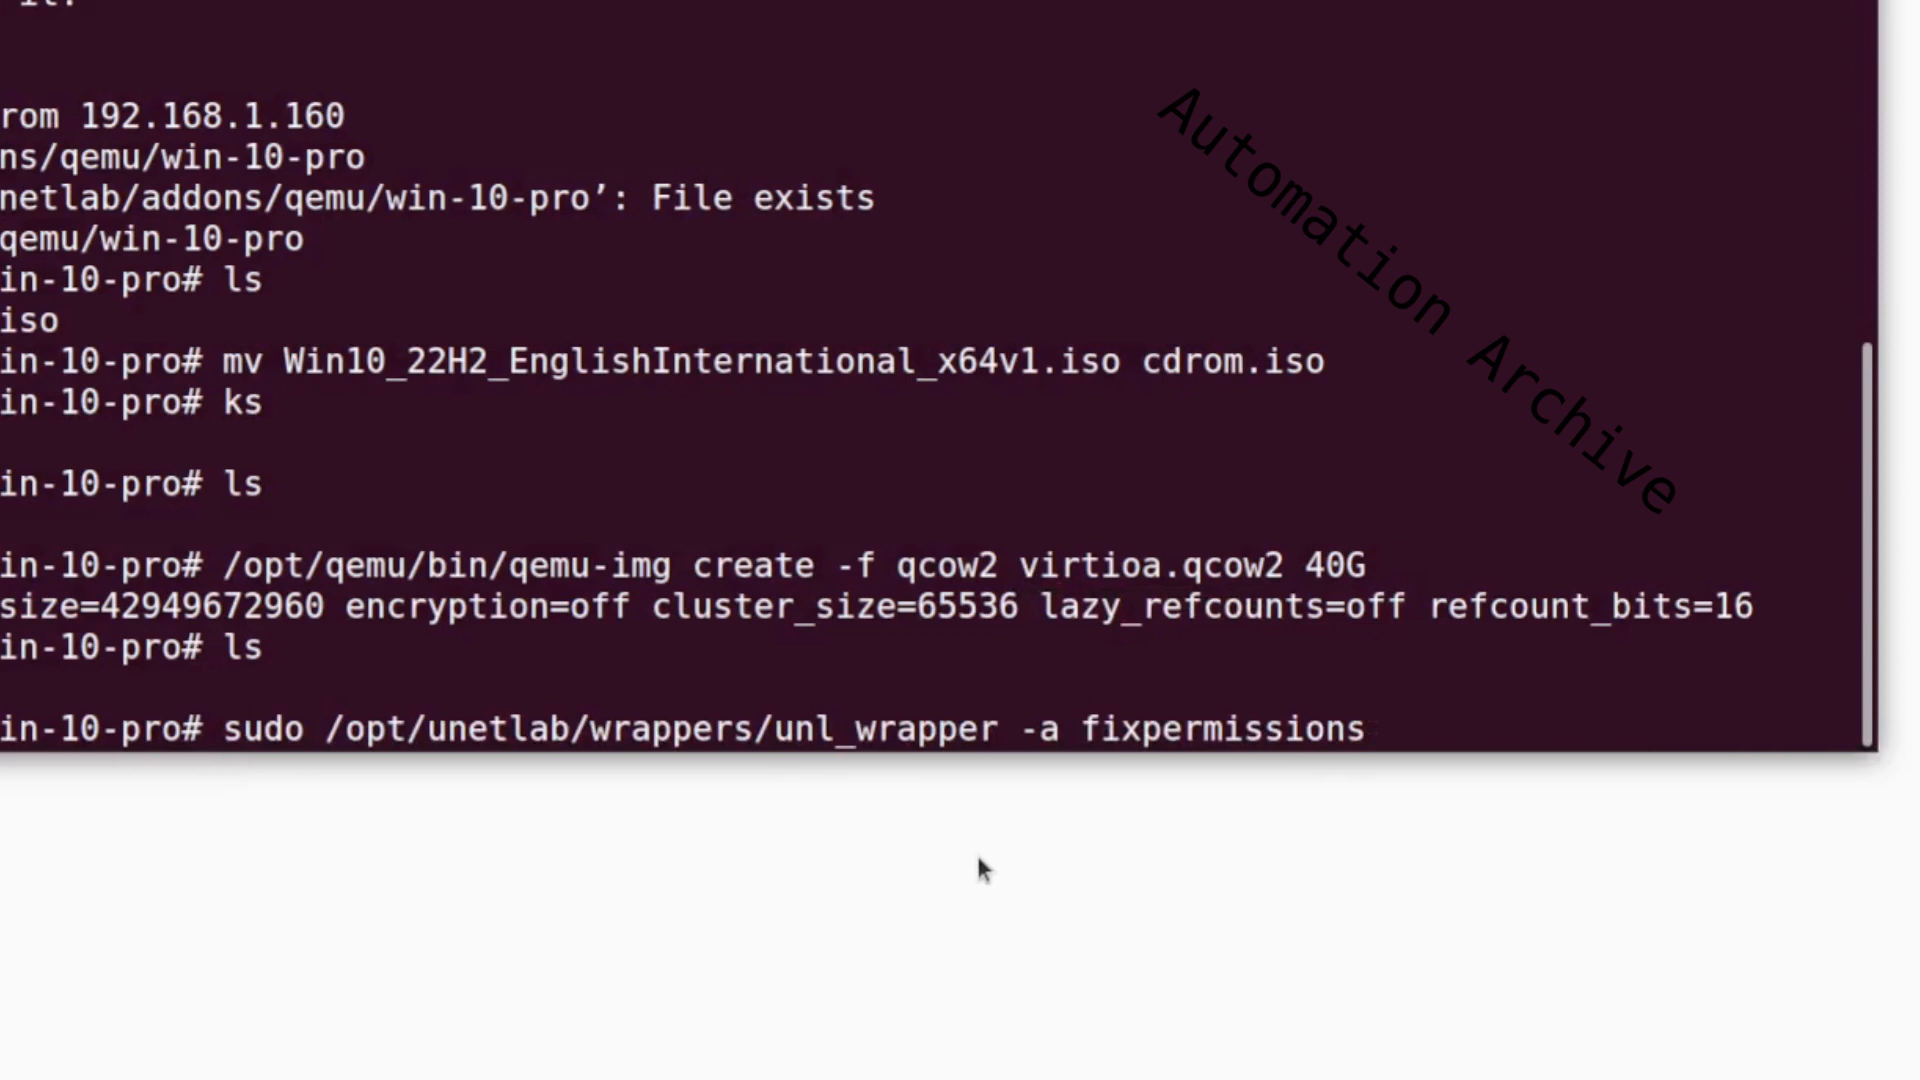 rom 192.168.1.160
ns/qemu/win-10-pro
netlab/addons/qemu/win-10-pro’: File exists
qemu/win-10-pro
in-10-pro# ls
iso
in-10-pro# mv Win10_22H2_EnglishInternational_x64v1.iso cdrom.iso
in-10-pro# ks
in-10-pro# ls
in-10-pro# /opt/qemu/bin/qemu-img create -f qcow2 virtioa.qcow2 40G
size=42949672960 encryption=off cluster_size=65536 lazy_refcounts=off refcount_bits=16
in-10-pro# ls
in-10-pro# sudo /opt/unetlab/wrappers/unl_wrapper -a fixpermissions
Automation Archive